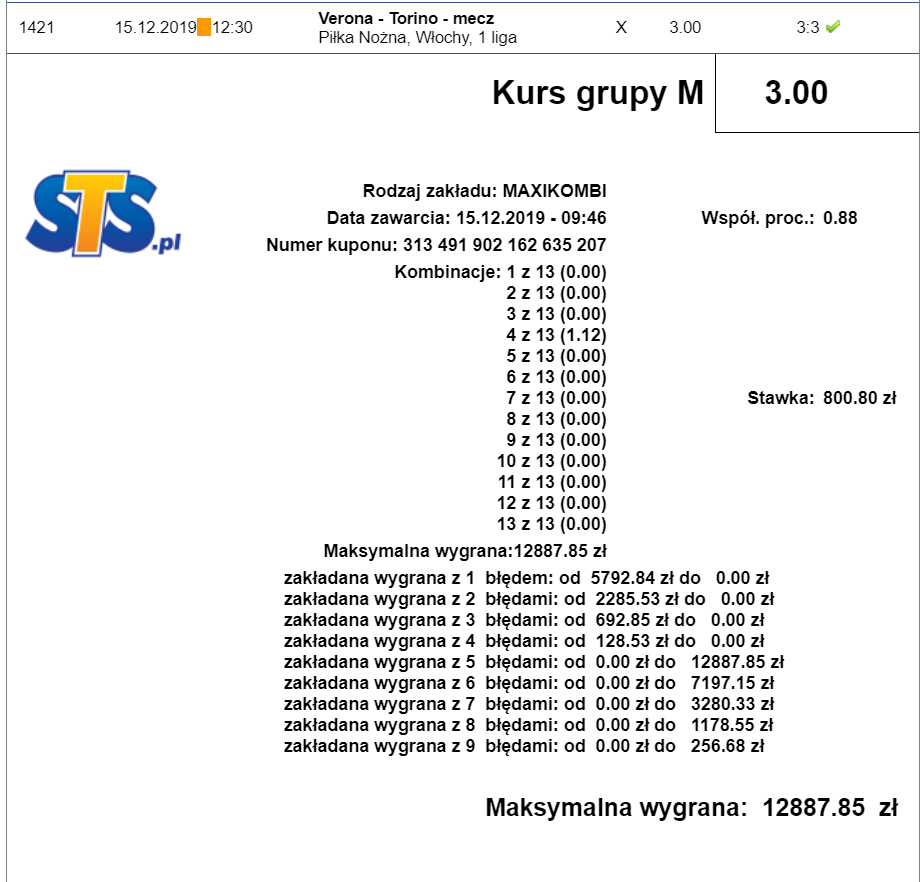 1421 15.12.2019 12:30 Verona - Torino - mecz X 3.00 3:3
Piłka Nożna, Włochy, 1 liga
Kurs grupy M 3.00
STS.pl
Rodzaj zakładu: MAXIKOMBI
Data zawarcia: 15.12.2019 - 09:46 Współ. proc.: 0.88
Numer kuponu: 313 491 902 162 635 207
Kombinacje: 1 z 13 (0.00)
2 z 13 (0.00)
3 z 13 (0.00)
4 z 13 (1.12)
5 z 13 (0.00)
6 z 13 (0.00)
7 z 13 (0.00) Stawka: 800.80 zł
8 z 13 (0.00)
9 z 13 (0.00)
10 z 13 (0.00)
11 z 13 (0.00)
12 z 13 (0.00)
13 z 13 (0.00)
Maksymalna wygrana:12887.85 zł
zakładana wygrana z 1 błędem: od 5792.84 zł do 0.00 zł
zakładana wygrana z 2 błędami: od 2285.53 zł do 0.00 zł
zakładana wygrana z 3 błędami: od 692.85 zł do 0.00 zł
zakładana wygrana z 4 błędami: od 128.53 zł do 0.00 zł
zakładana wygrana z 5 błędami: od 0.00 zł do 12887.85 zł
zakładana wygrana z 6 błędami: od 0.00 zł do 7197.15 zł
zakładana wygrana z 7 błędami: od 0.00 zł do 3280.33 zł
zakładana wygrana z 8 błędami: od 0.00 zł do 1178.55 zł
zakładana wygrana z 9 błędami: od 0.00 zł do 256.68 zł
Maksymalna wygrana: 12887.85 zł